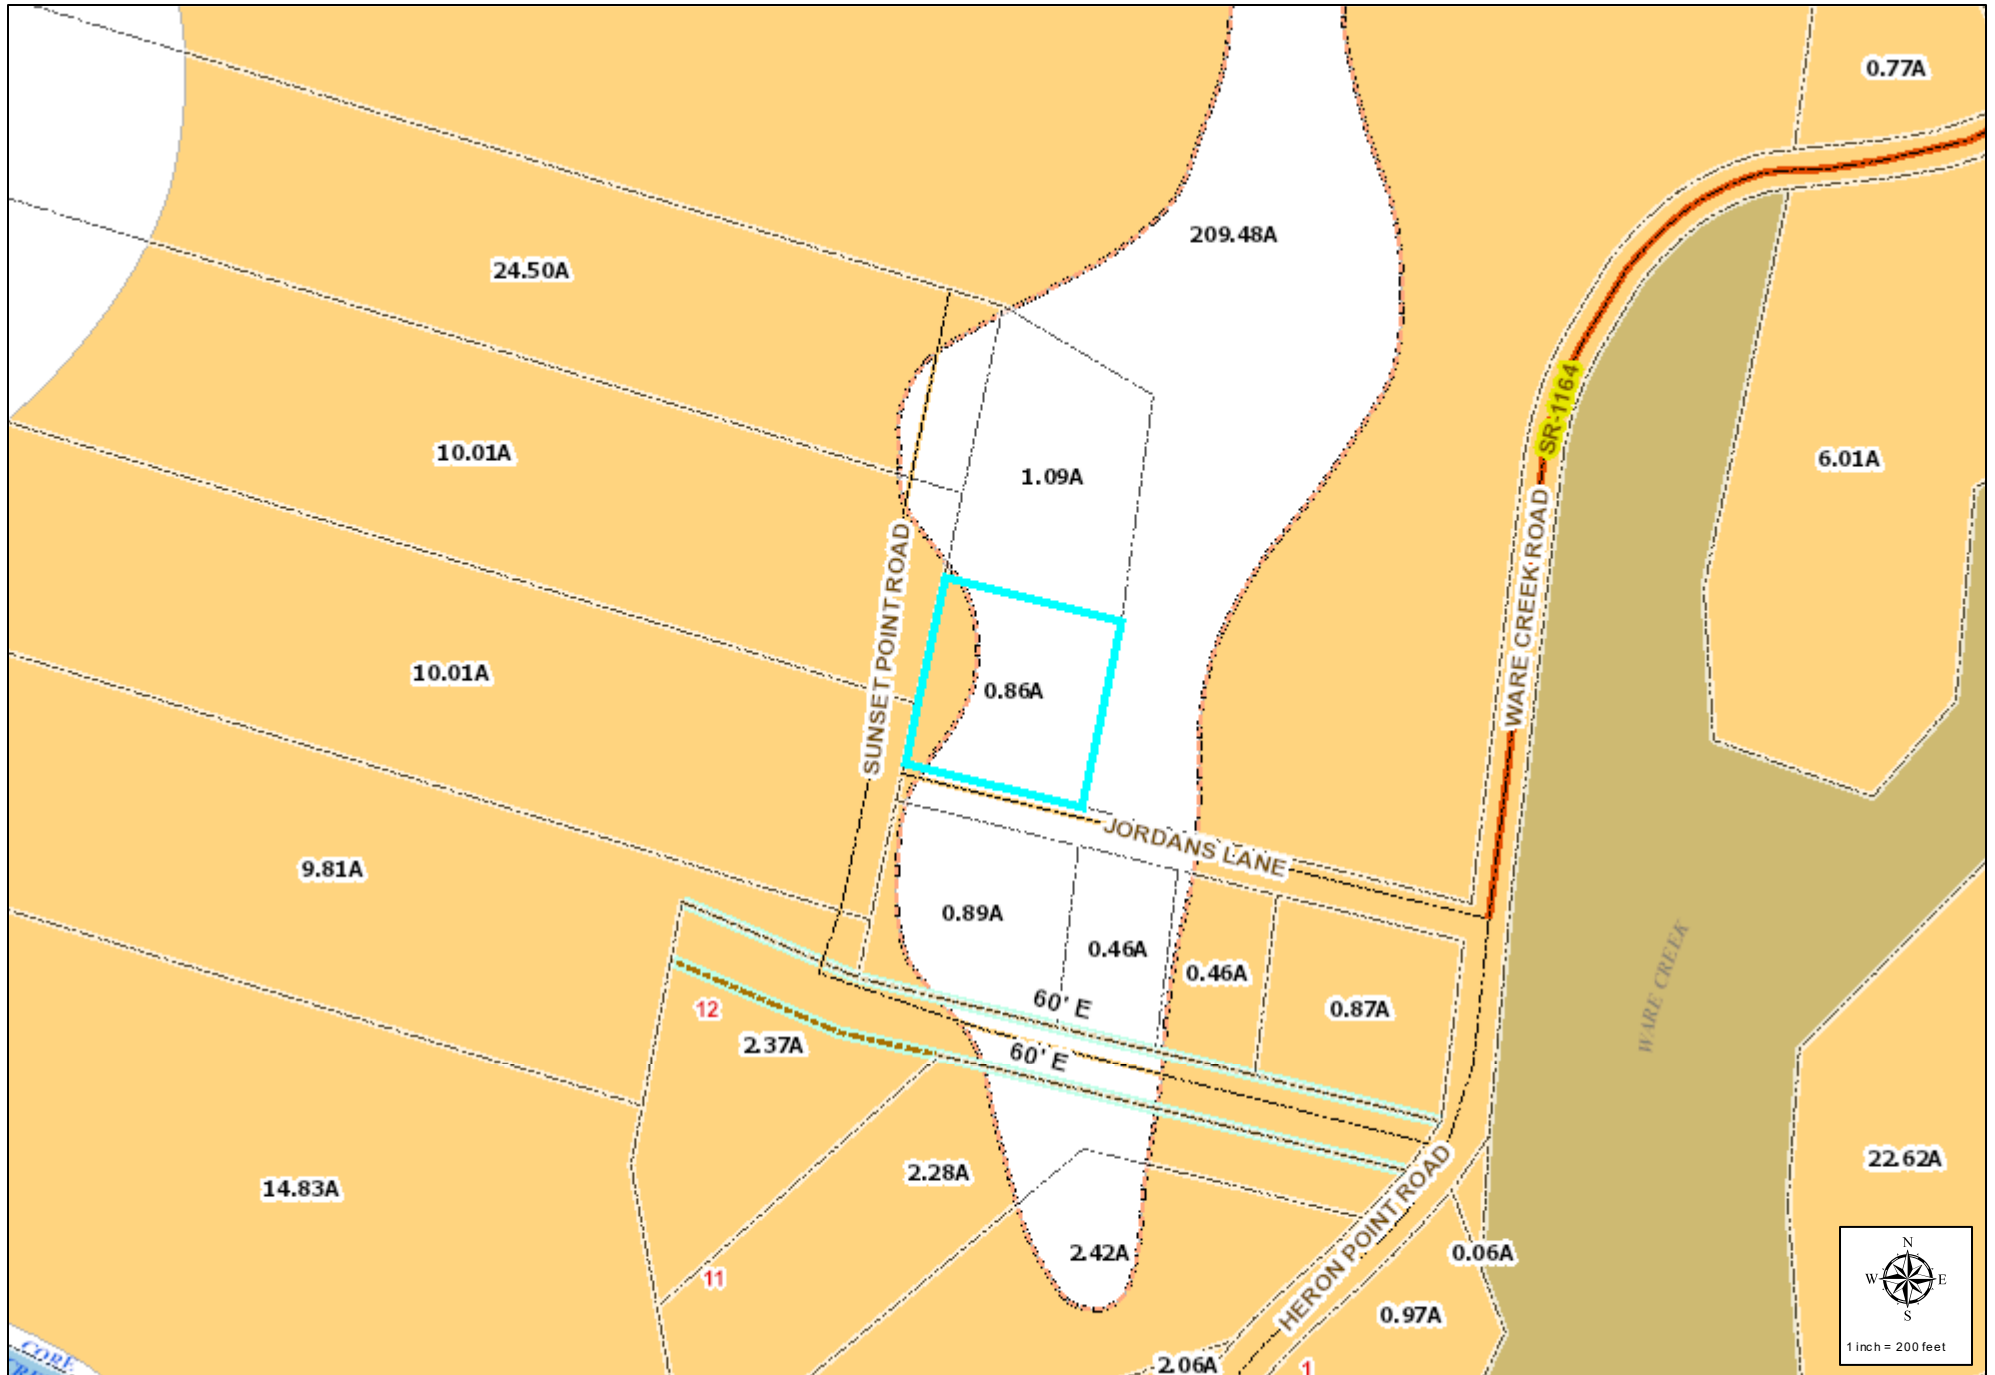 0.77A
209.48A
24.50A
SR-1164
10.01A
6.01A
1.09A
SUNSET POINT ROAD
WARE CREEK ROAD
10.01A
0.86A
JORDANS LANE
9.81A
0.89A
0.46A
0.46A
WARE CREEK
60' E
0.87A
12
2.37A
60' E
14.83A
2.28A
22.62A
HERON POINT ROAD
2.42A
0.06A
11
0.97A
N
W
E
S
1 inch = 200 feet
CORE
2.06A
1